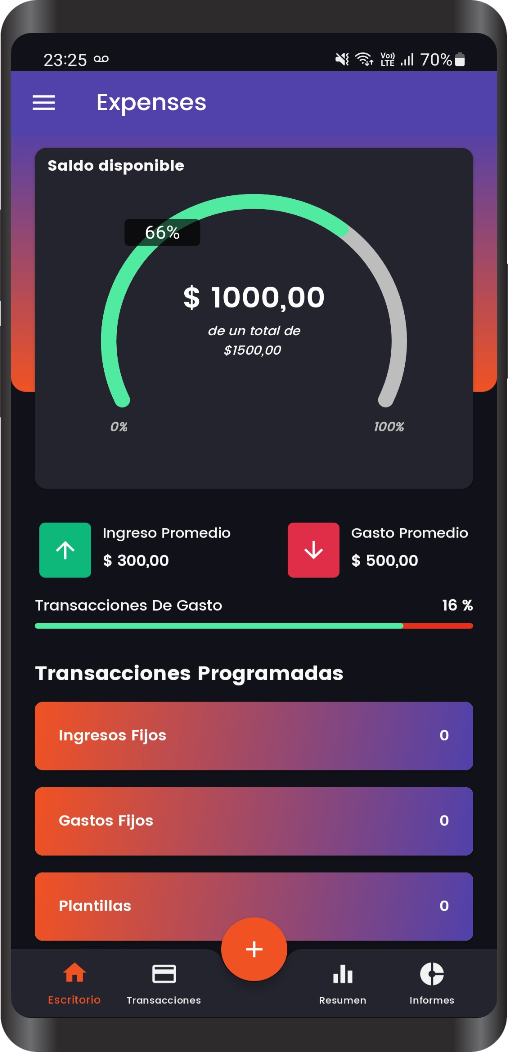 23:25
Vo))
LTE
70%
Expenses
Saldo disponible
66%
$ 1000,00
de un total de
$1500,00
0%
100%
Ingreso Promedio
$ 300,00
Gasto Promedio
$ 500,00
Transacciones De Gasto
16 %
Transacciones Programadas
Ingresos Fijos
0
Gastos Fijos
0
Plantillas
0
+
Escritorio
Transacciones
Resumen
Informes